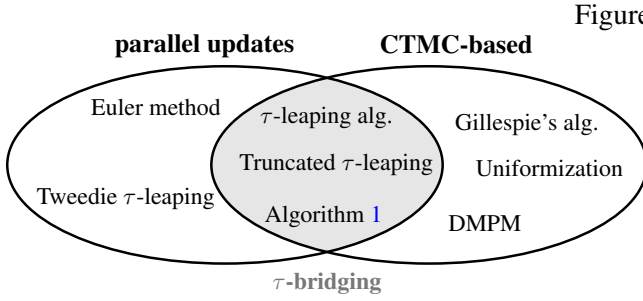 Figure
parallel updates CTMC-based
Euler method τ-leaping alg. Gillespie's alg.
Truncated τ-leaping Uniformization
Tweedie τ-leaping Algorithm 1 DMPM
τ-bridging